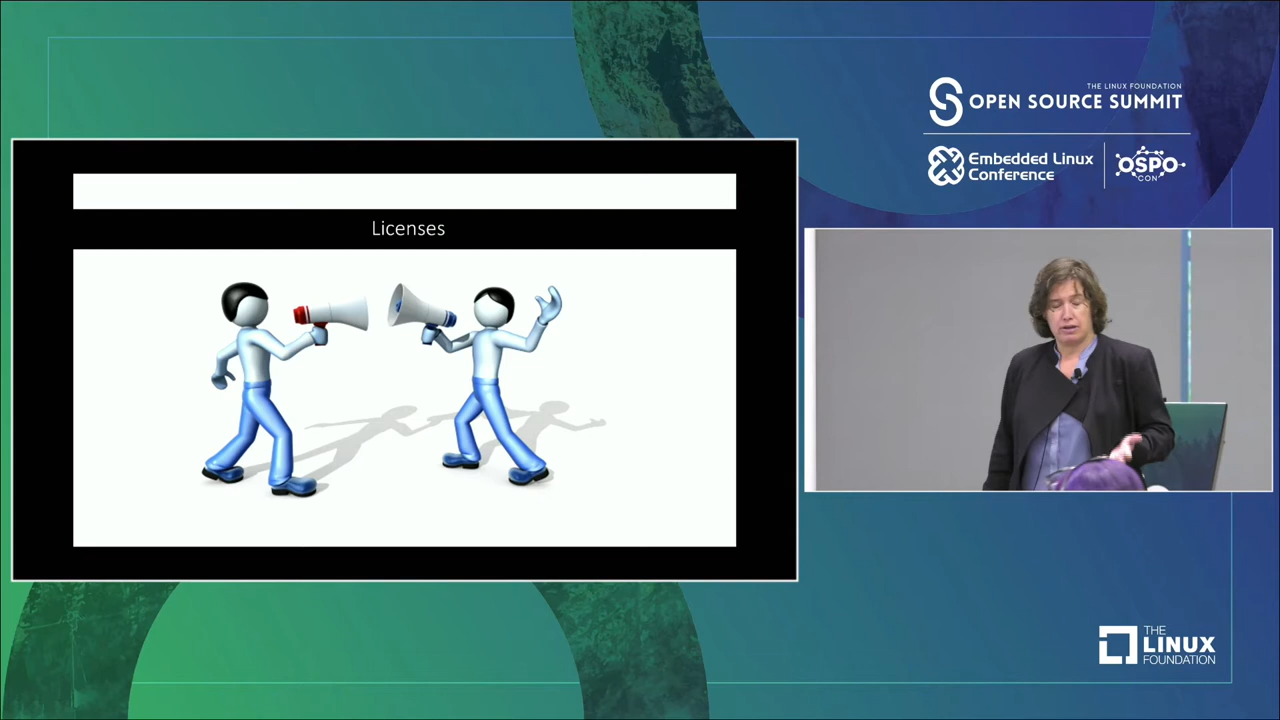 THE LINUX FOUNDATION
OPEN SOURCE SUMMIT
Embedded Linux
Conference
OSPO
CON
Licenses
THE
LINUX
FOUNDATION